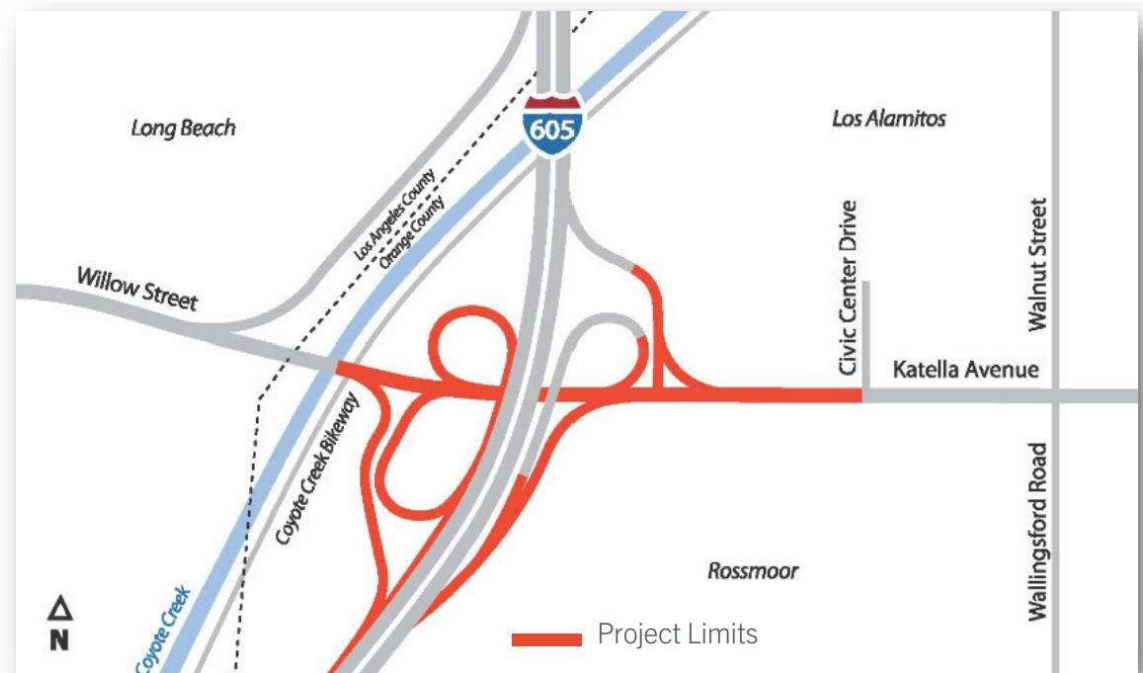 605
Long Beach
Los Alamitos
Los Angeles County
Orange County
Willow Street
Civic Center Drive
Walnut Street
Katella Avenue
Coyote Creek Bikeway
Coyote Creek
Rossmoor
Wallingsford Road
N
Project Limits